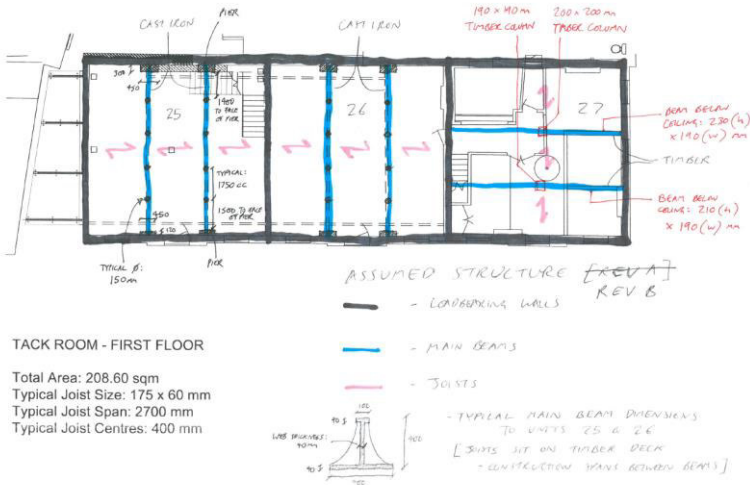 CAST IRON
PIER
CAST IRON
190 x 190 mm
TIMBER COLUMN
200 x 200 mm
TIMBER COLUMN
450
25
1450
TO FACE
OF PIER
26
27
BEAM BELOW
CEILING: 230(h)
x 190(w) mm
TIMBER
TYPICAL:
1750 cc
1500 TO FACE
OF PIER
450
120
BEAM BELOW
CEILING: 210(h)
x 190(w) mm
TYPICAL Ø:
150mm
PIER
ASSUMED STRUCTURE [REV A]
REV B
- LOADBEARING WALLS
- MAIN BEAMS
- JOISTS
TACK ROOM - FIRST FLOOR
Total Area: 208.60 sqm
Typical Joist Size: 175 x 60 mm
Typical Joist Span: 2700 mm
Typical Joist Centres: 400 mm
100
40
WEB THICKNESS:
40mm
400
40
- TYPICAL MAIN BEAM DIMENSIONS
TO UNITS 25 & 26
[JOISTS SIT ON TIMBER DECK
- CONSTRUCTION SPANS BETWEEN BEAMS]